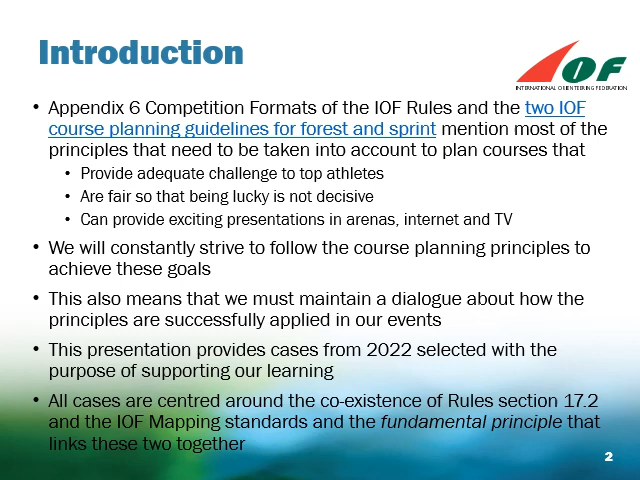 Introduction
IOF
INTERNATIONAL ORIENTEERING FEDERATION
• Appendix 6 Competition Formats of the IOF Rules and the two IOF
course planning guidelines for forest and sprint mention most of the
principles that need to be taken into account to plan courses that
• Provide adequate challenge to top athletes
• Are fair so that being lucky is not decisive
• Can provide exciting presentations in arenas, internet and TV
• We will constantly strive to follow the course planning principles to
achieve these goals
• This also means that we must maintain a dialogue about how the
principles are successfully applied in our events
• This presentation provides cases from 2022 selected with the
purpose of supporting our learning
• All cases are centred around the co-existence of Rules section 17.2
and the IOF Mapping standards and the fundamental principle that
links these two together
2